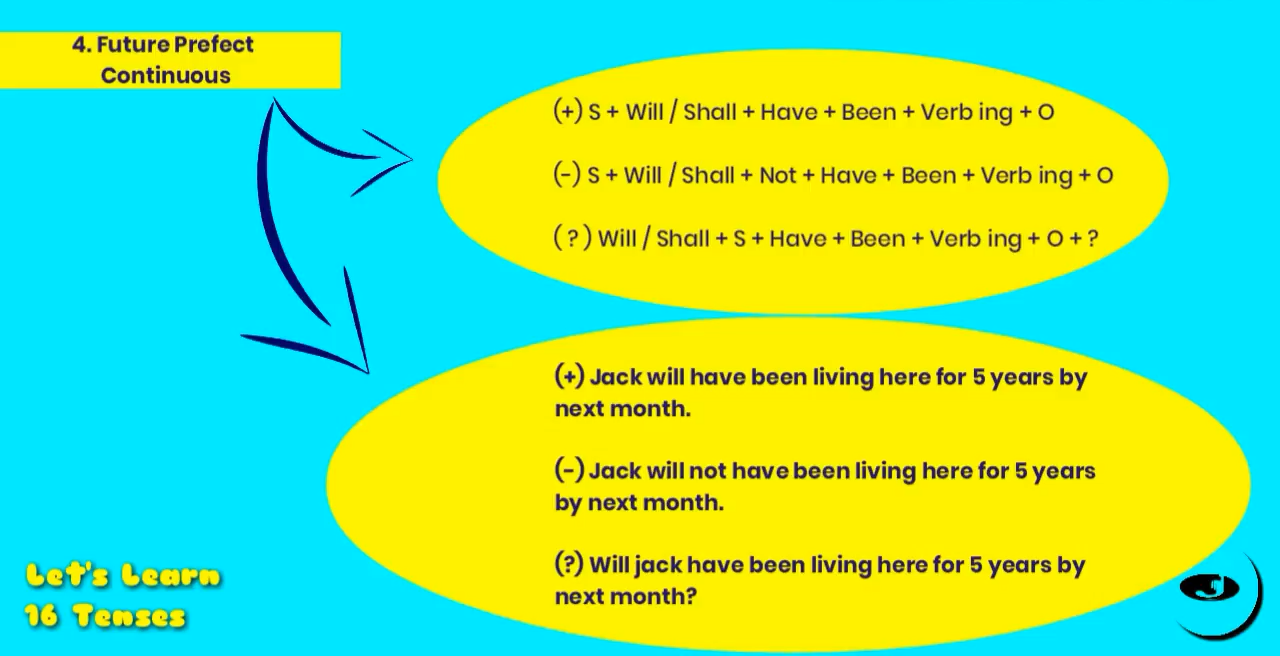 4. Future Prefect
Continuous
(+) S + Will / Shall + Have + Been + Verb ing + O
(-) S + Will / Shall + Not + Have + Been + Verb ing + O
( ? ) Will / Shall + S + Have + Been + Verb ing + O + ?
(+) Jack will have been living here for 5 years by
next month.
(-) Jack will not have been living here for 5 years
by next month.
(?) Will jack have been living here for 5 years by
next month?
Let's Learn
16 Tenses
J